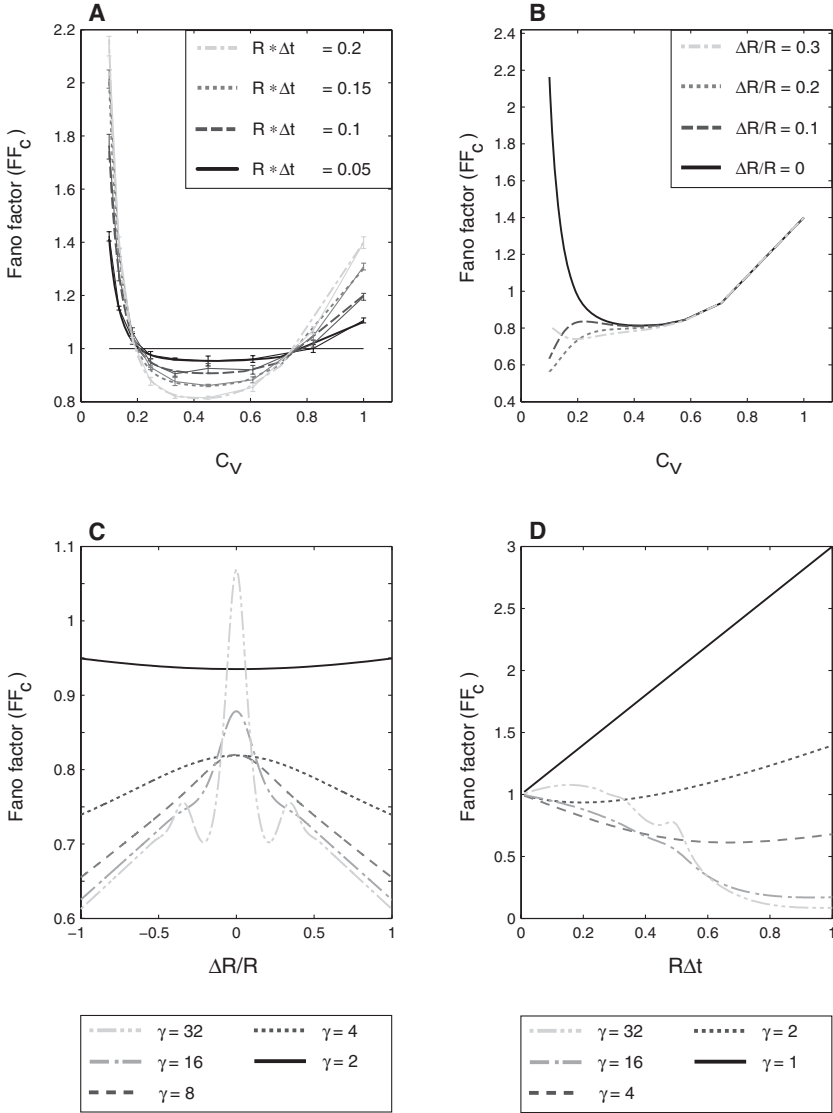 A
2.2
2
1.8
1.6
1.4
1.2
1
0.8
0 0.2 0.4 0.6 0.8 1
Fano factor (FF_C)
C_V
R *Δt = 0.2
R *Δt = 0.15
R *Δt = 0.1
R *Δt = 0.05
B
2.4
2.2
2
1.8
1.6
1.4
1.2
1
0.8
0.6
0.4
0 0.2 0.4 0.6 0.8 1
Fano factor (FF_C)
C_V
ΔR/R = 0.3
ΔR/R = 0.2
ΔR/R = 0.1
ΔR/R = 0
C
1.1
1
0.9
0.8
0.7
0.6
−1 −0.5 0 0.5 1
Fano factor (FF_C)
ΔR/R
D
3
2.5
2
1.5
1
0.5
0
0 0.2 0.4 0.6 0.8 1
Fano factor (FF_C)
RΔt
γ = 32 γ = 4
γ = 16 γ = 2
γ = 8
γ = 32 γ = 2
γ = 16 γ = 1
γ = 4